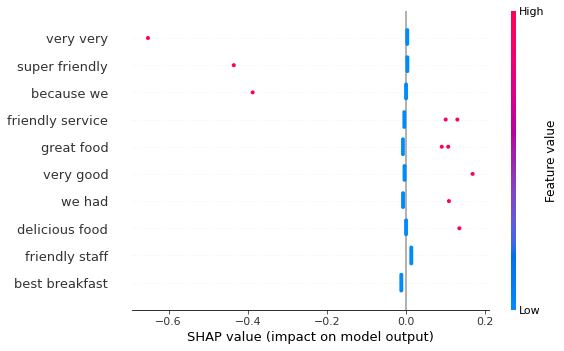 High
very very
super friendly
because we
friendly service
great food
very good
we had
delicious food
friendly staff
best breakfast
Feature value
Low
−0.6 −0.4 −0.2 0.0 0.2
SHAP value (impact on model output)